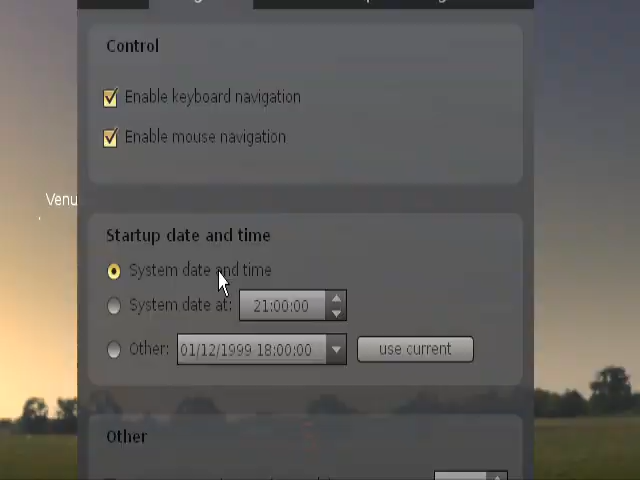 Control
Enable keyboard navigation
Enable mouse navigation
Venu
Startup date and time
System date and time
System date at: 21:00:00
Other: 01/12/1999 18:00:00 use current
Other